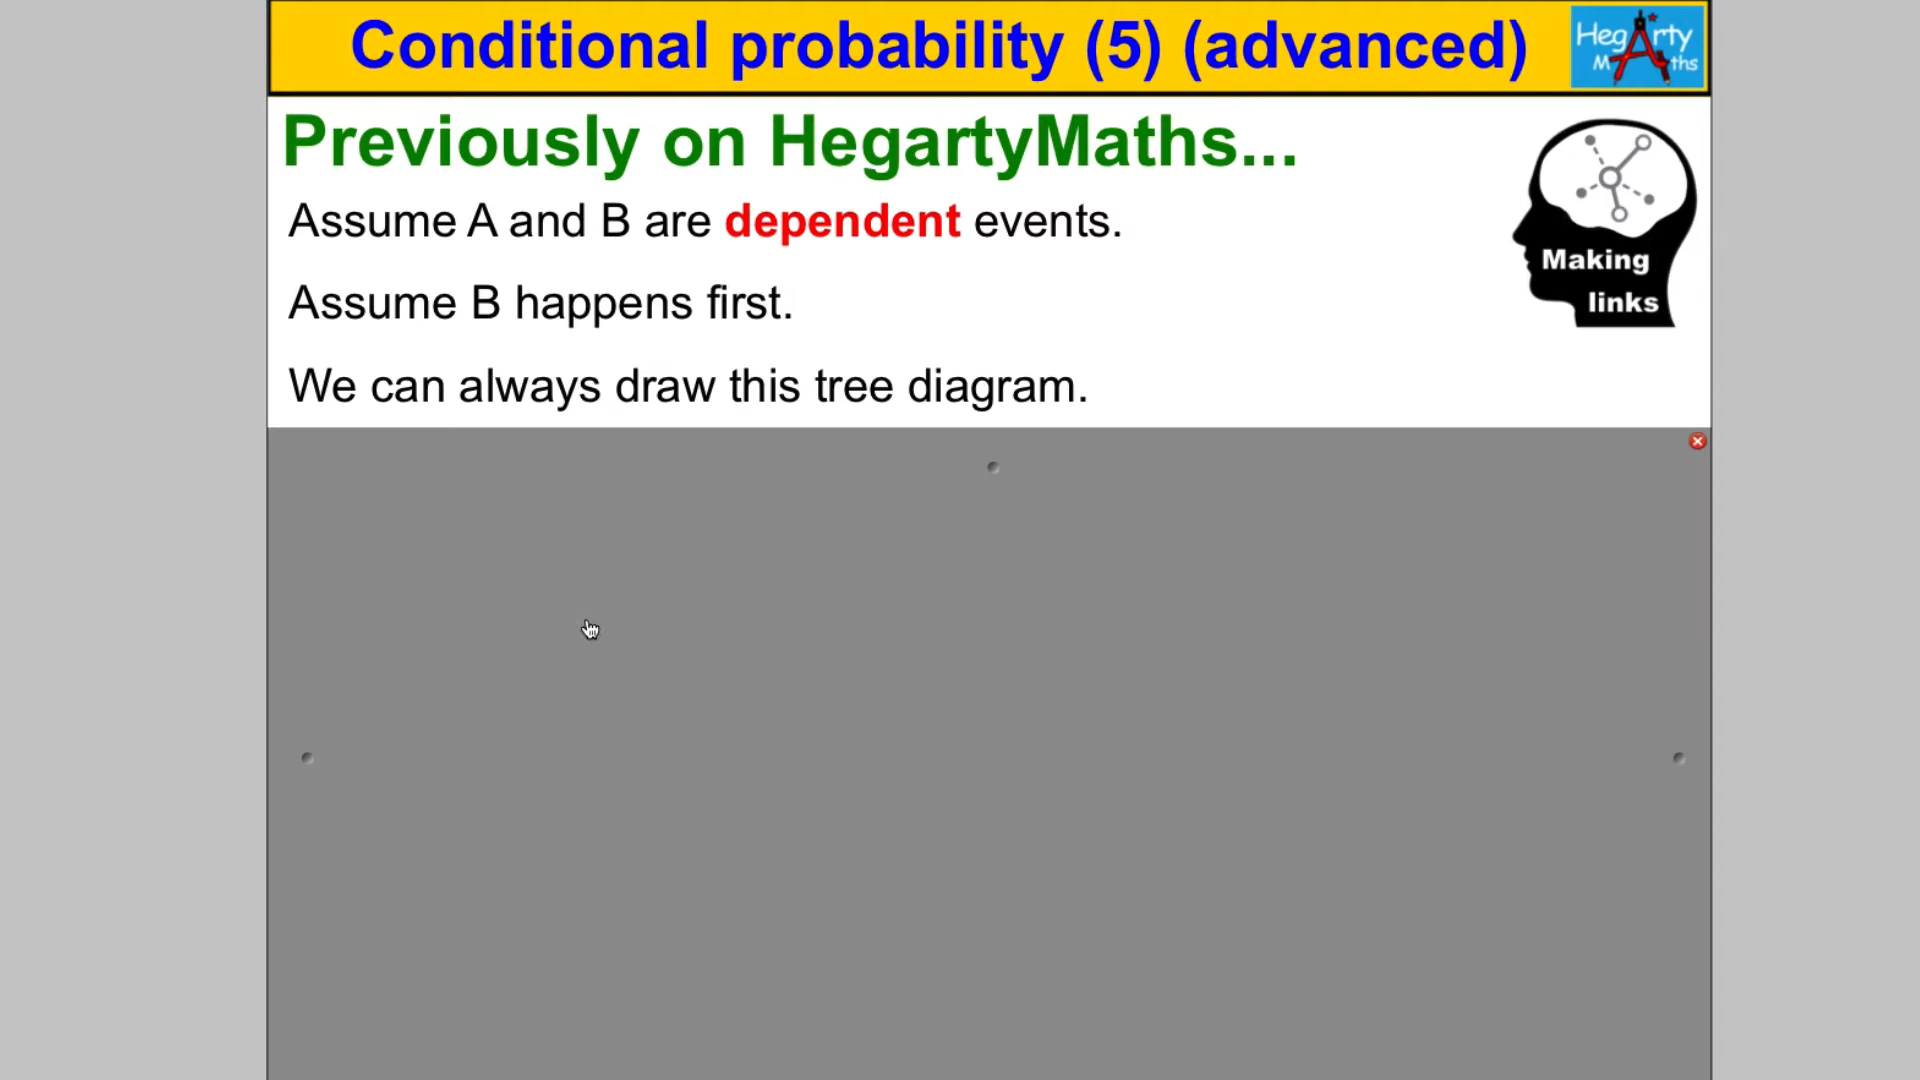 Conditional probability (5) (advanced)
HegArty
Maths
Previously on HegartyMaths...
Assume A and B are dependent events.
Assume B happens first.
We can always draw this tree diagram.
Making
links